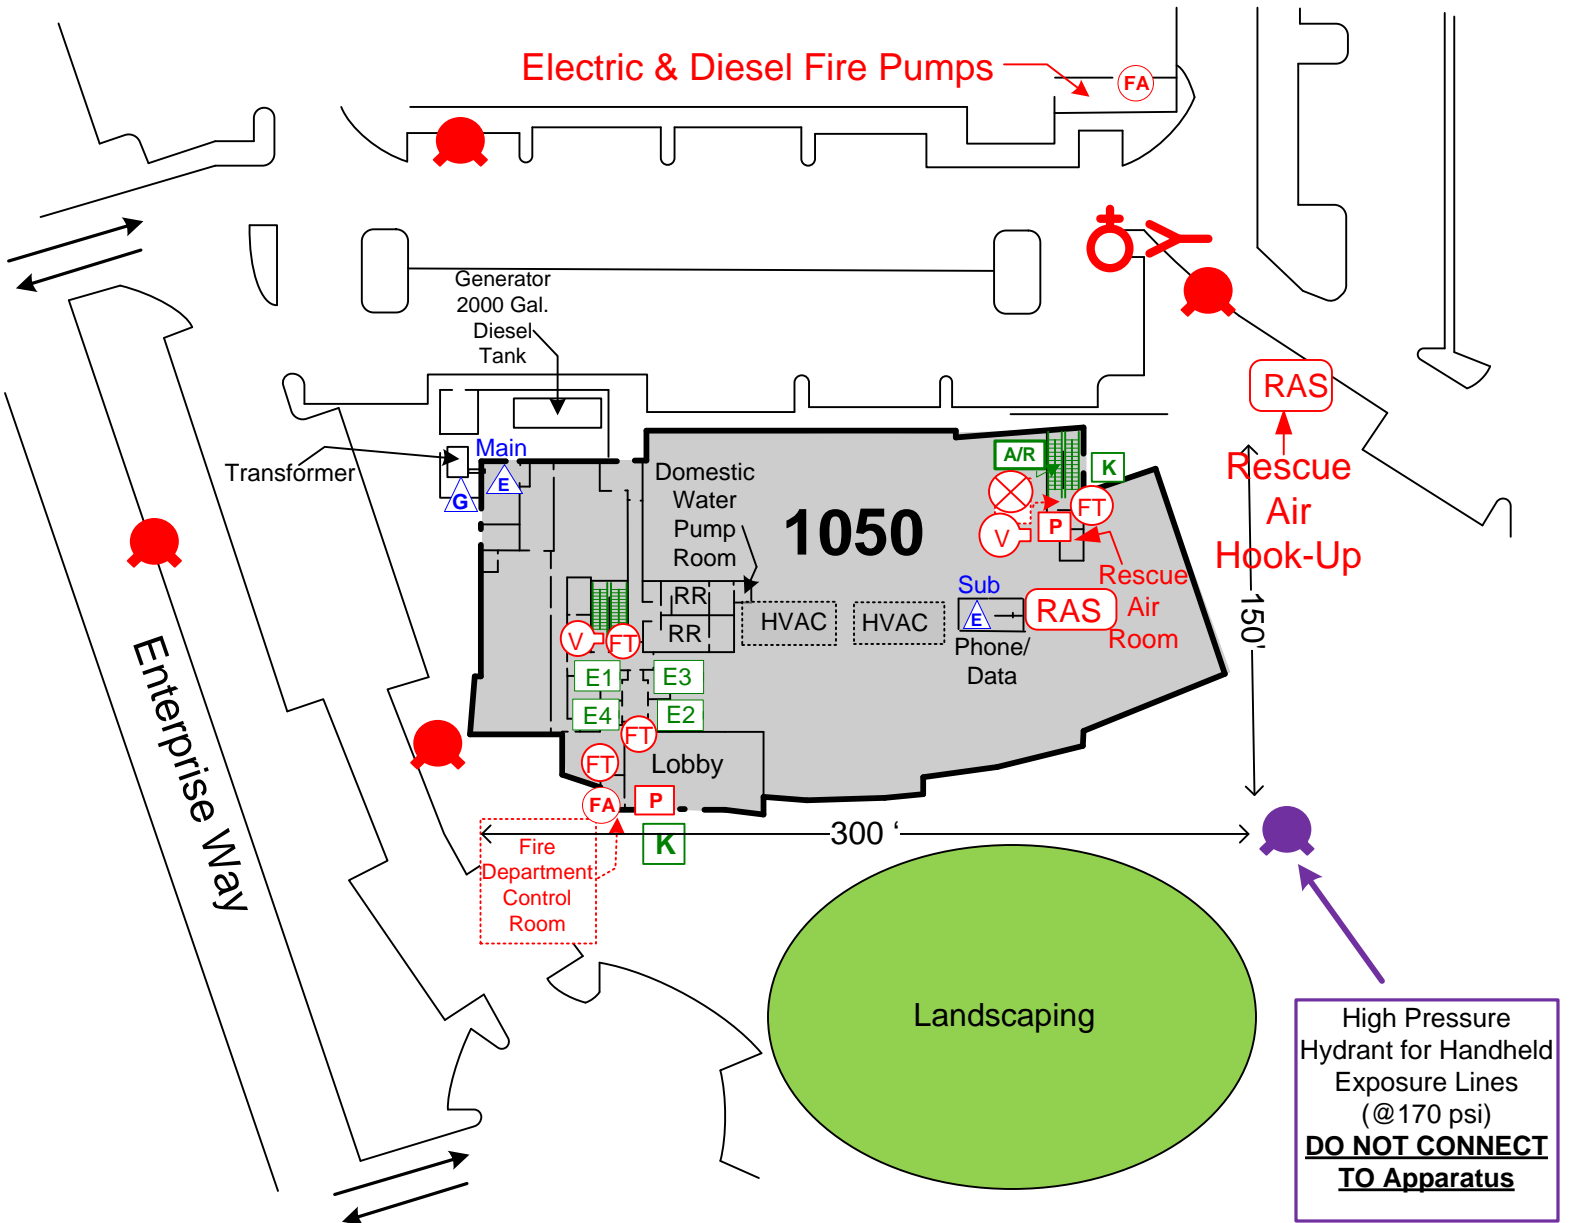 Electric & Diesel Fire Pumps
FA
Generator
2000 Gal.
Diesel
Tank
RAS
Rescue
Air
Hook-Up
Main
Transformer
G
E
Domestic
Water
Pump
Room
1050
A/R
K
FT
V
P
Rescue
Air
Room
RAS
Sub
E
Phone/
Data
HVAC
HVAC
RR
RR
V
FT
E1
E3
E4
E2
FT
FT
Lobby
FA
P
K
Fire
Department
Control
Room
300 ‘
150'
Enterprise Way
Landscaping
High Pressure
Hydrant for Handheld
Exposure Lines
(@170 psi)
DO NOT CONNECT
TO Apparatus